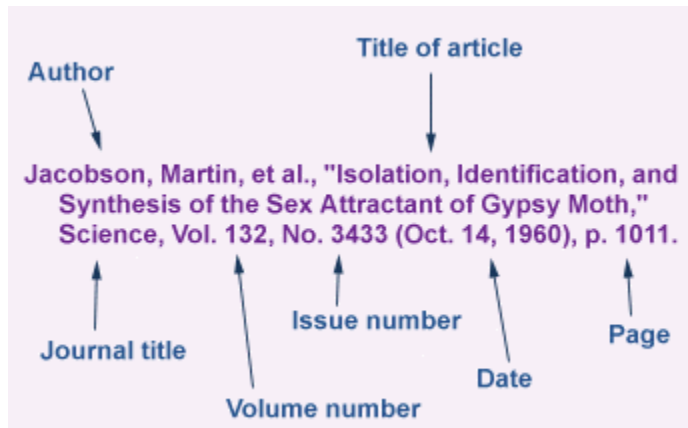 Title of article
Author
Jacobson, Martin, et al., "Isolation, Identification, and
Synthesis of the Sex Attractant of Gypsy Moth,"
Science, Vol. 132, No. 3433 (Oct. 14, 1960), p. 1011.
Issue number
Page
Journal title
Date
Volume number